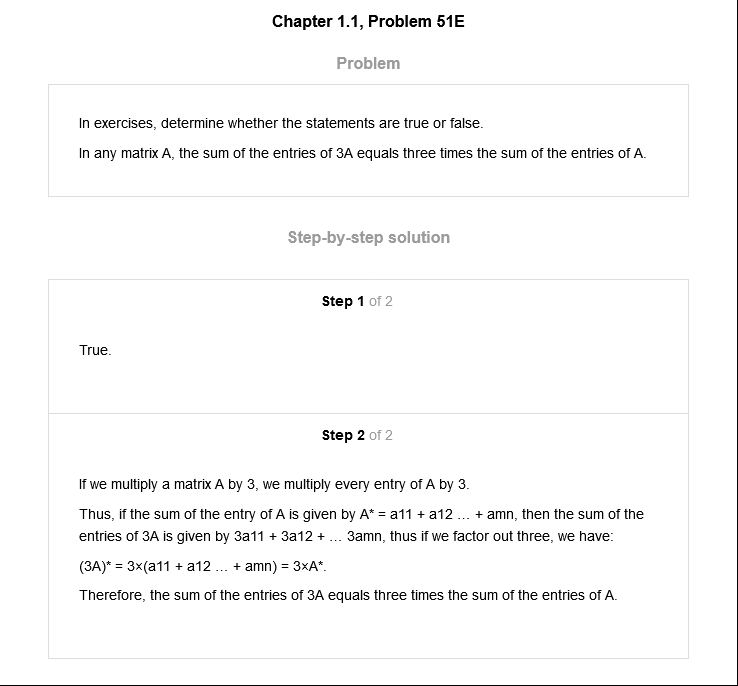 Chapter 1.1, Problem 51E
Problem
In exercises, determine whether the statements are true or false.
In any matrix A, the sum of the entries of 3A equals three times the sum of the entries of A.
Step-by-step solution
Step 1 of 2
True.
Step 2 of 2
If we multiply a matrix A by 3, we multiply every entry of A by 3.
Thus, if the sum of the entry of A is given by A* = a11 + a12 ... + amn, then the sum of the
entries of 3A is given by 3a11 + 3a12 + ... 3amn, thus if we factor out three, we have:
(3A)* = 3×(a11 + a12 ... + amn) = 3×A*.
Therefore, the sum of the entries of 3A equals three times the sum of the entries of A.